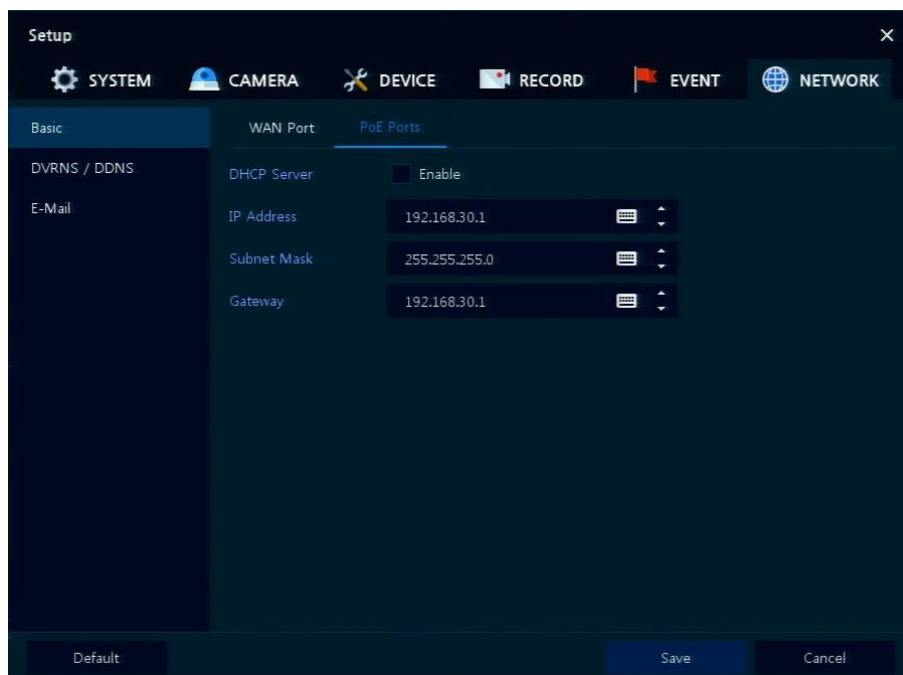 Setup
SYSTEM CAMERA DEVICE RECORD EVENT NETWORK
Basic
DVRNS / DDNS
E-Mail
WAN Port PoE Ports
DHCP Server Enable
IP Address 192.168.30.1
Subnet Mask 255.255.255.0
Gateway 192.168.30.1
Default Save Cancel